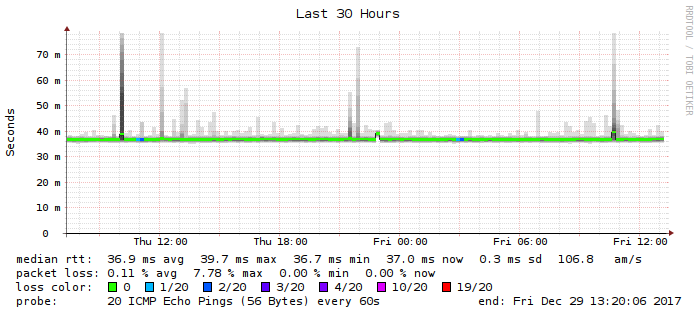 Last 30 Hours
RRDTOOL / TOBI OETIKER
Seconds
70 m
60 m
50 m
40 m
30 m
20 m
10 m
0
Thu 12:00 Thu 18:00 Fri 00:00 Fri 06:00 Fri 12:00
median rtt: 36.9 ms avg 39.7 ms max 36.7 ms min 37.0 ms now 0.3 ms sd 106.8 am/s
packet loss: 0.11 % avg 7.78 % max 0.00 % min 0.00 % now
loss color: 0 1/20 2/20 3/20 4/20 10/20 19/20
probe: 20 ICMP Echo Pings (56 Bytes) every 60s end: Fri Dec 29 13:20:06 2017